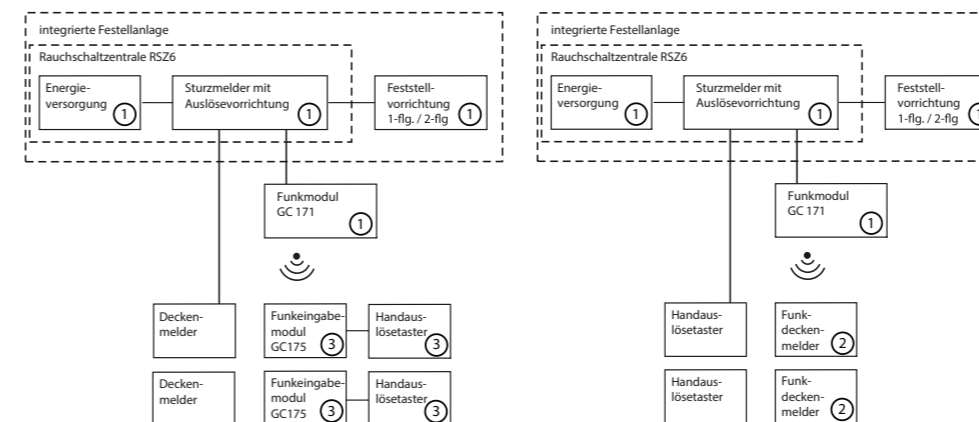 integrierte Festellanlage
Rauchschaltzentrale RSZ6
Energie-
versorgung
1
Sturzmelder mit
Auslösevorrichtung
1
Feststell-
vorrichtung
1-flg. / 2-flg
1
Funkmodul
GC 171
1
Decken-
melder
Funkeingabe-
modul
GC175
3
Handaus-
lösetaster
3
Decken-
melder
Funkeingabe-
modul
GC175
3
Handaus-
lösetaster
3
integrierte Festellanlage
Rauchschaltzentrale RSZ6
Energie-
versorgung
1
Sturzmelder mit
Auslösevorrichtung
1
Feststell-
vorrichtung
1-flg. / 2-flg
1
Funkmodul
GC 171
1
Handaus-
lösetaster
Funk-
decken-
melder
2
Handaus-
lösetaster
Funk-
decken-
melder
2